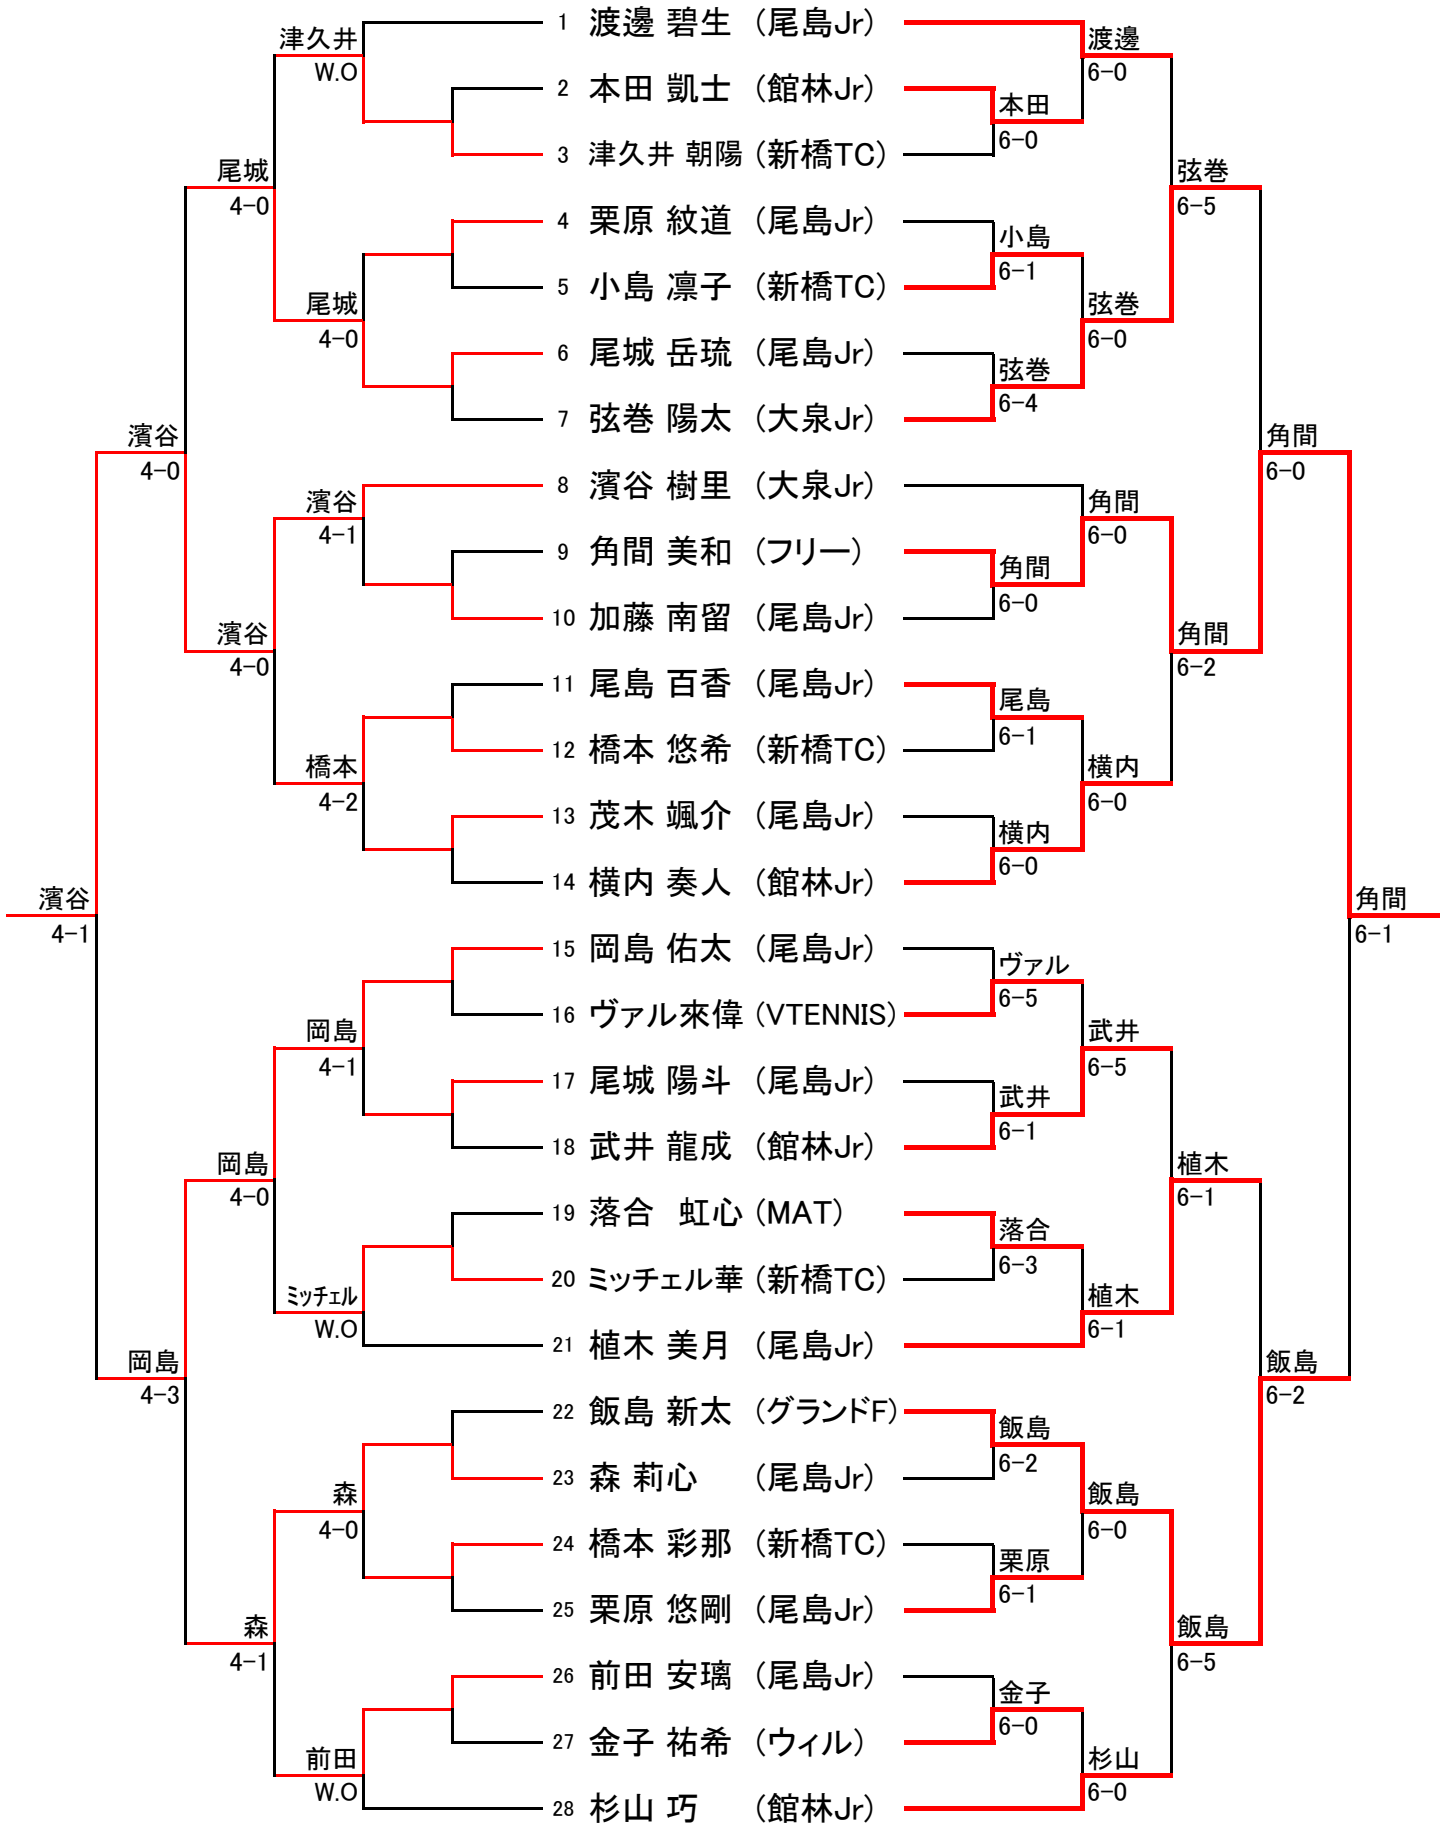 1 渡邊 碧生 (尾島Jr)
津久井
渡邊
W.O
6-0
2 本田 凱士 (館林Jr)
本田
6-0
3 津久井 朝陽 (新橋TC)
尾城
弦巻
4-0
6-5
4 栗原 紋道 (尾島Jr)
小島
6-1
5 小島 凛子 (新橋TC)
尾城
弦巻
4-0
6-0
6 尾城 岳琉 (尾島Jr)
弦巻
6-4
7 弦巻 陽太 (大泉Jr)
濱谷
角間
4-0
6-0
8 濱谷 樹里 (大泉Jr)
濱谷
角間
4-1
6-0
9 角間 美和 (フリー)
角間
6-0
10 加藤 南留 (尾島Jr)
濱谷
角間
4-0
6-2
11 尾島 百香 (尾島Jr)
尾島
6-1
12 橋本 悠希 (新橋TC)
橋本
横内
4-2
6-0
13 茂木 颯介 (尾島Jr)
横内
6-0
14 横内 奏人 (館林Jr)
濱谷
角間
4-1
6-1
15 岡島 佑太 (尾島Jr)
ヴァル
6-5
16 ヴァル來偉 (VTENNIS)
岡島
武井
4-1
6-5
17 尾城 陽斗 (尾島Jr)
武井
6-1
18 武井 龍成 (館林Jr)
岡島
植木
4-0
6-1
19 落合 虹心 (MAT)
落合
6-3
20 ミッチェル華 (新橋TC)
ミッチェル
植木
W.O
6-1
21 植木 美月 (尾島Jr)
岡島
飯島
4-3
6-2
22 飯島 新太 (グランドF)
飯島
6-2
23 森 莉心 (尾島Jr)
森
飯島
4-0
6-0
24 橋本 彩那 (新橋TC)
栗原
6-1
25 栗原 悠剛 (尾島Jr)
森
飯島
4-1
6-5
26 前田 安璃 (尾島Jr)
金子
6-0
27 金子 祐希 (ウィル)
前田
杉山
W.O
6-0
28 杉山 巧 (館林Jr)